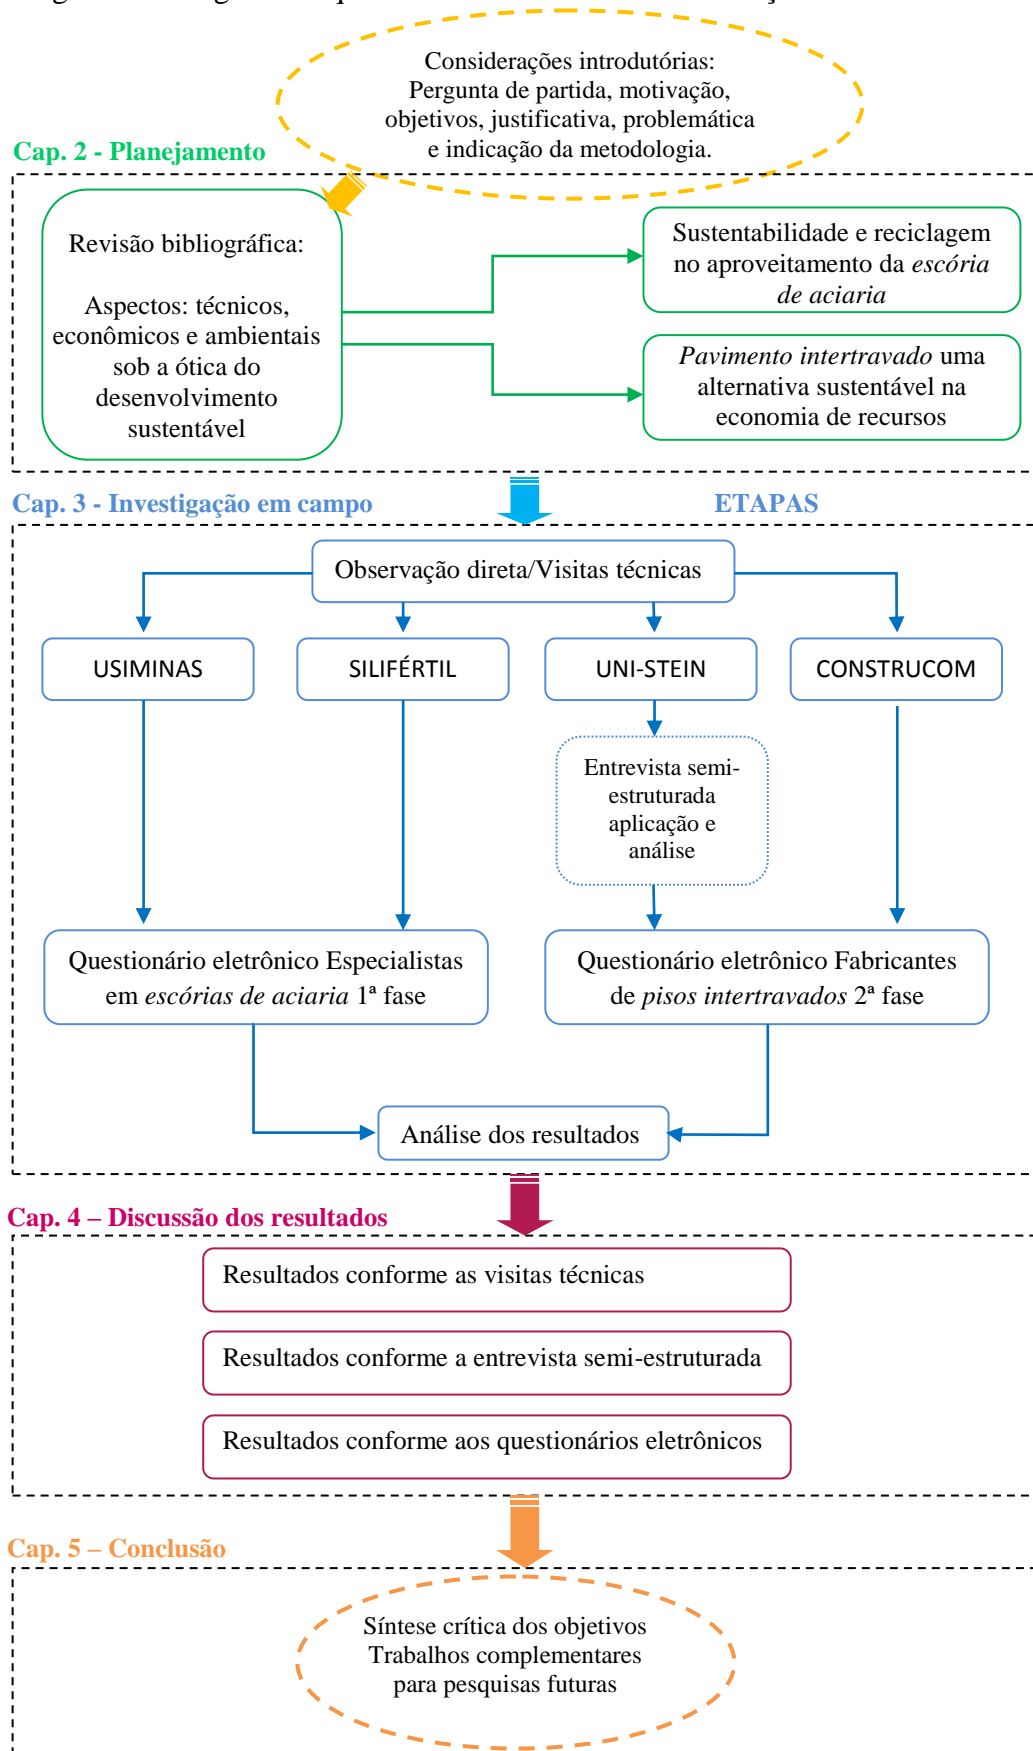 Considerações introdutórias:
Pergunta de partida, motivação,
objetivos, justificativa, problemática
e indicação da metodologia.
Cap. 2 - Planejamento
Revisão bibliográfica:
Aspectos: técnicos,
econômicos e ambientais
sob a ótica do
desenvolvimento
sustentável
Sustentabilidade e reciclagem
no aproveitamento da escória
de aciaria
Pavimento intertravado uma
alternativa sustentável na
economia de recursos
Cap. 3 - Investigação em campo
ETAPAS
Observação direta/Visitas técnicas
USIMINAS
SILIFÉRTIL
UNI-STEIN
CONSTRUCOM
Entrevista semi-
estruturada
aplicação e
análise
Questionário eletrônico Especialistas
em escórias de aciaria 1ª fase
Questionário eletrônico Fabricantes
de pisos intertravados 2ª fase
Análise dos resultados
Cap. 4 – Discussão dos resultados
Resultados conforme as visitas técnicas
Resultados conforme a entrevista semi-estruturada
Resultados conforme aos questionários eletrônicos
Cap. 5 – Conclusão
Síntese crítica dos objetivos
Trabalhos complementares
para pesquisas futuras